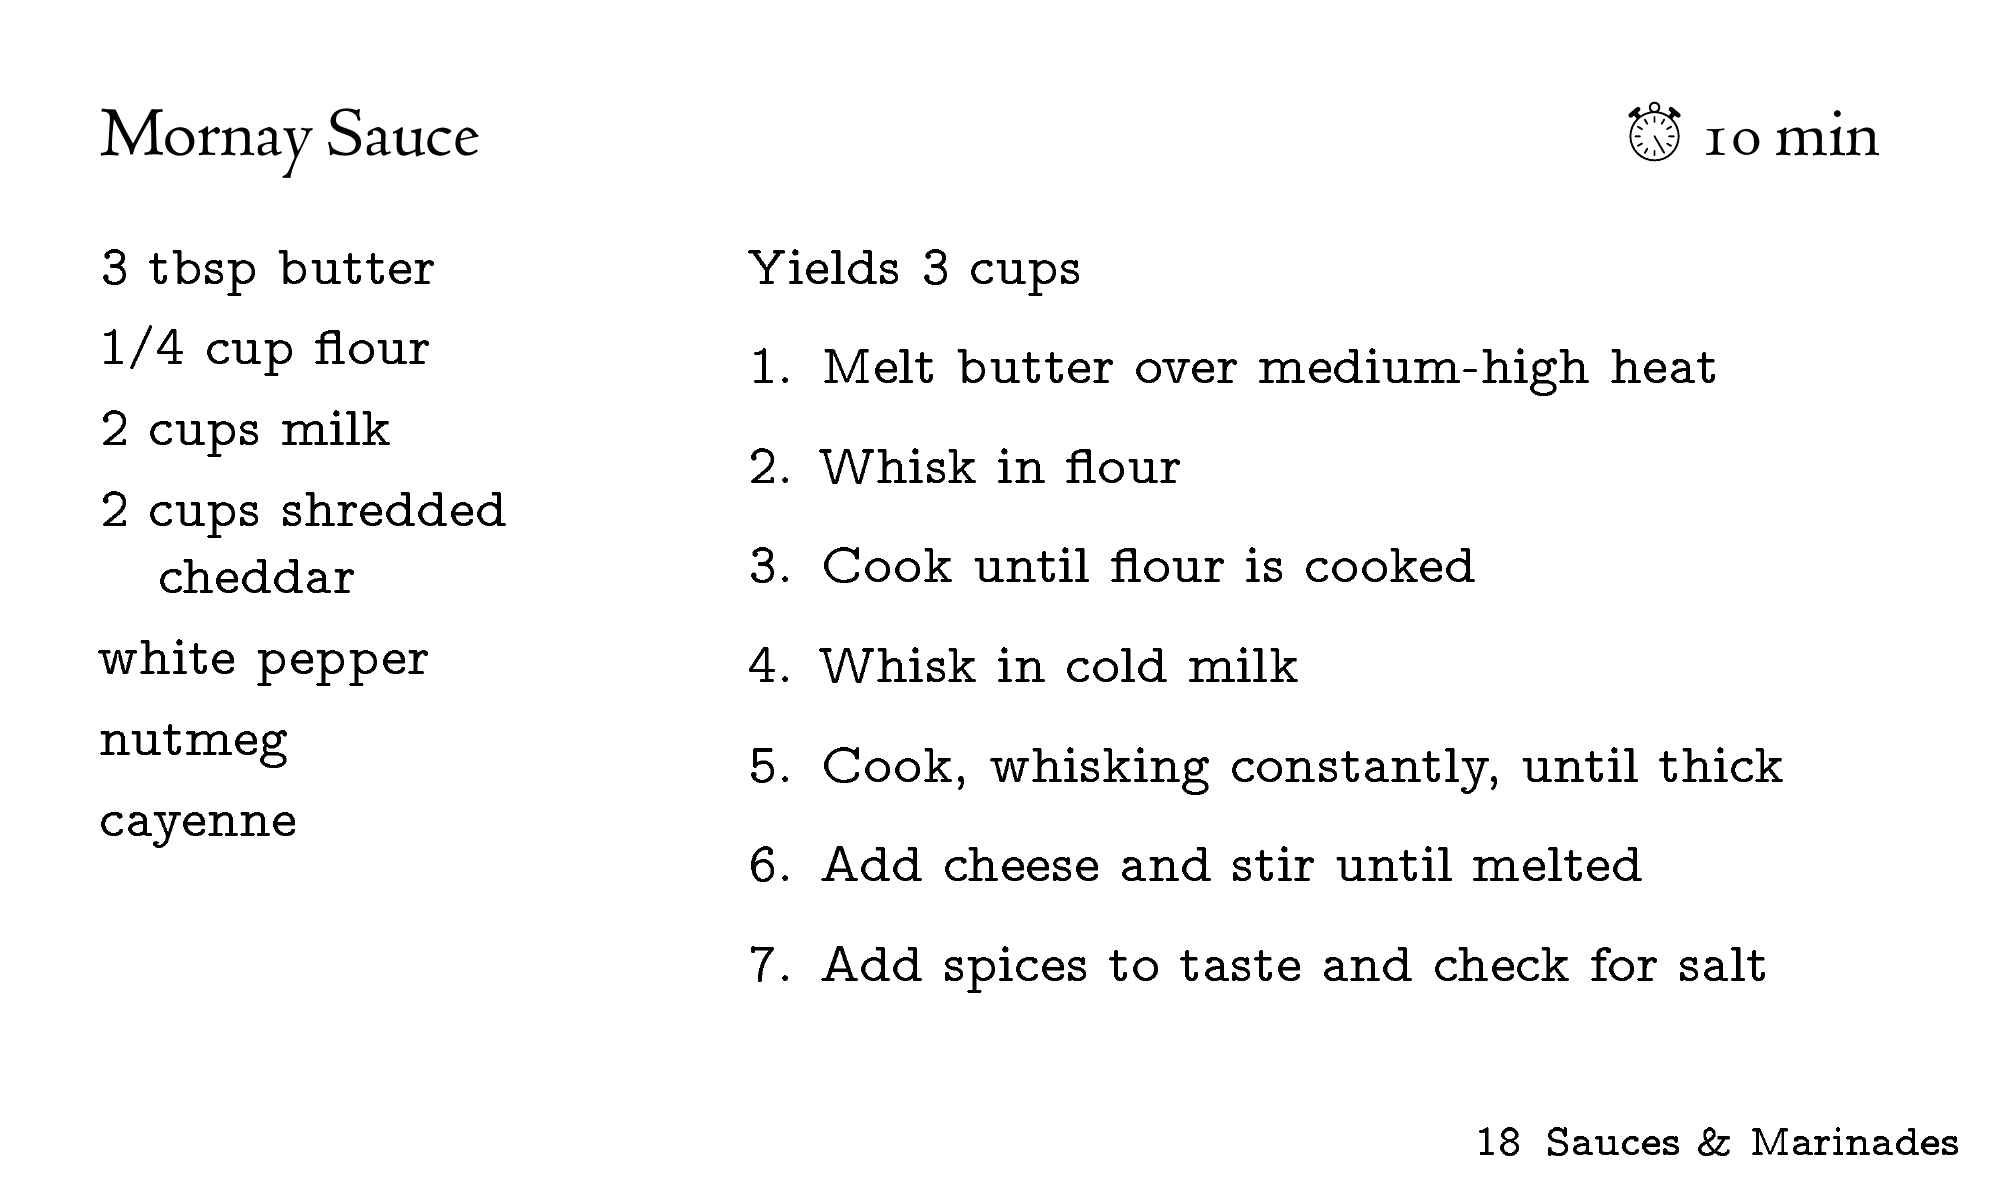 Mornay Sauce
10 min
3 tbsp butter
1/4 cup flour
2 cups milk
2 cups shredded
cheddar
white pepper
nutmeg
cayenne
Yields 3 cups
1. Melt butter over medium-high heat
2. Whisk in flour
3. Cook until flour is cooked
4. Whisk in cold milk
5. Cook, whisking constantly, until thick
6. Add cheese and stir until melted
7. Add spices to taste and check for salt
18 Sauces & Marinades